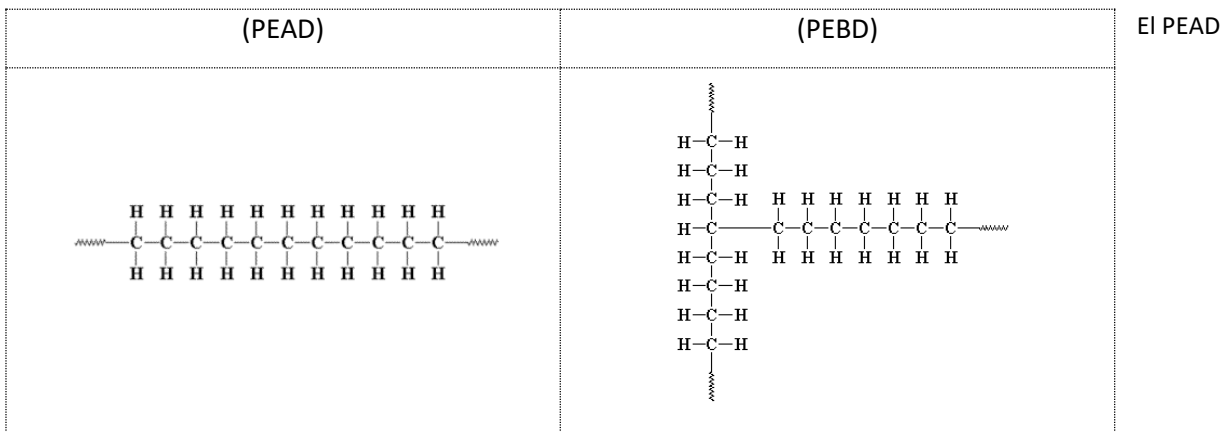 (PEAD)
(PEBD)
El PEAD
H H H H H H H H H H H
C-C-C-C-C-C-C-C-C-C-C
H H H H H H H H H H H
H-C-H
H-C-H
H-C-H H H H H H H H
H-C-C-C-C-C-C-C-C
H-C-H H H H H H H H
H-C-H
H-C-H
H-C-H